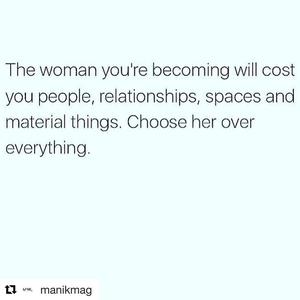 The woman you're becoming will cost
you people, relationships, spaces and
material things. Choose her over
everything.
manikmag